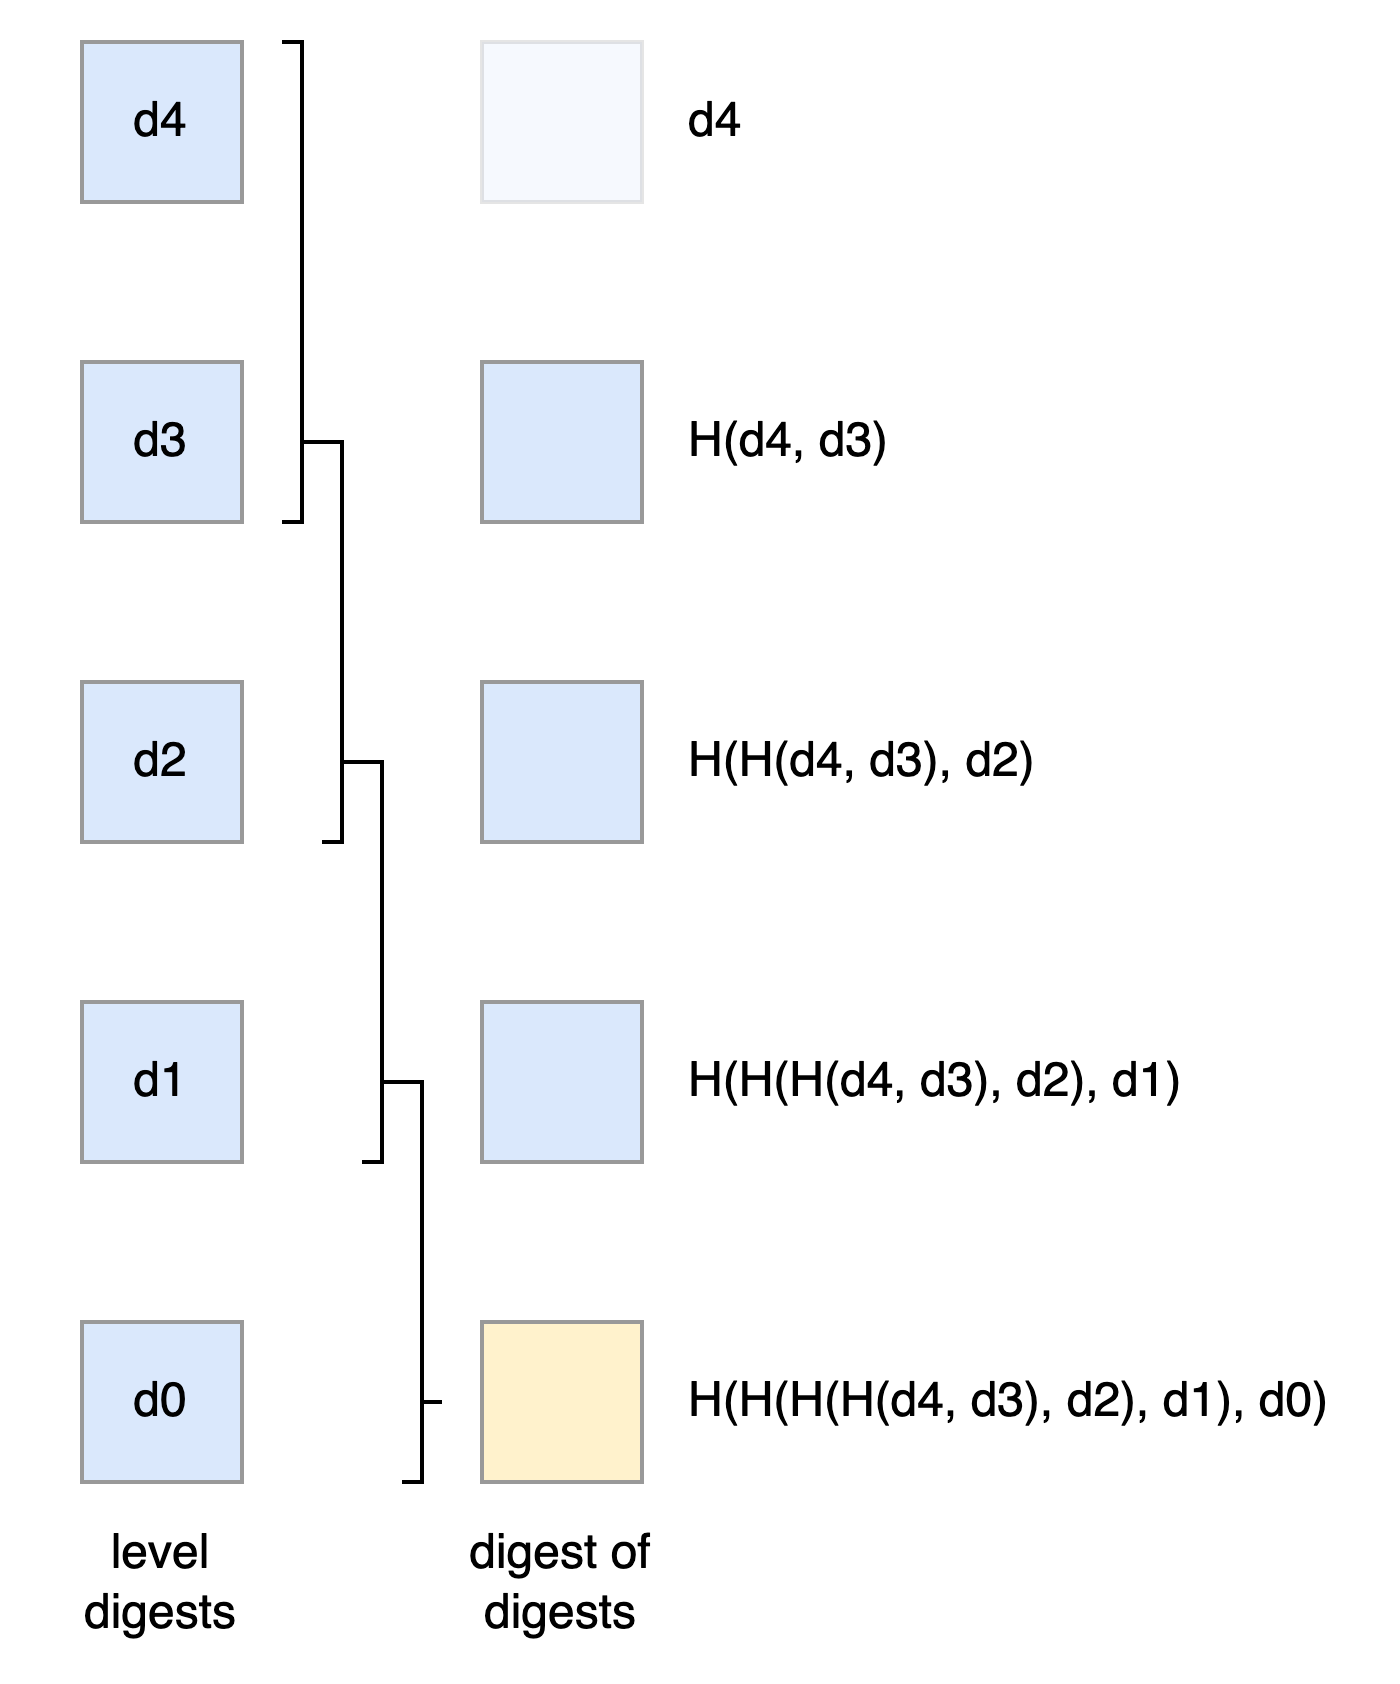 d4
d4
d3
H(d4, d3)
d2
H(H(d4, d3), d2)
d1
H(H(H(d4, d3), d2), d1)
d0
H(H(H(H(d4, d3), d2), d1), d0)
level
digests
digest of
digests